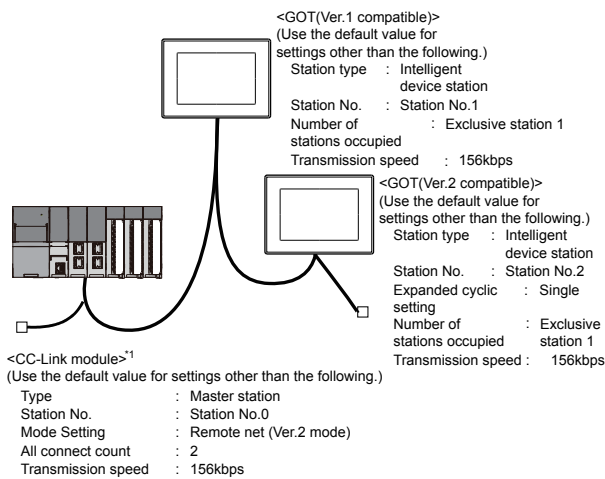 <GOT(Ver.1 compatible)>
(Use the default value for
settings other than the following.)
Station type : Intelligent
device station
Station No. : Station No.1
Number of : Exclusive station 1
stations occupied
Transmission speed : 156kbps
<GOT(Ver.2 compatible)>
(Use the default value for
settings other than the following.)
Station type : Intelligent
device station
Station No. : Station No.2
Expanded cyclic : Single
setting
Number of : Exclusive
stations occupied station 1
Transmission speed : 156kbps
<CC-Link module>*1
(Use the default value for settings other than the following.)
Type : Master station
Station No. : Station No.0
Mode Setting : Remote net (Ver.2 mode)
All connect count : 2
Transmission speed : 156kbps